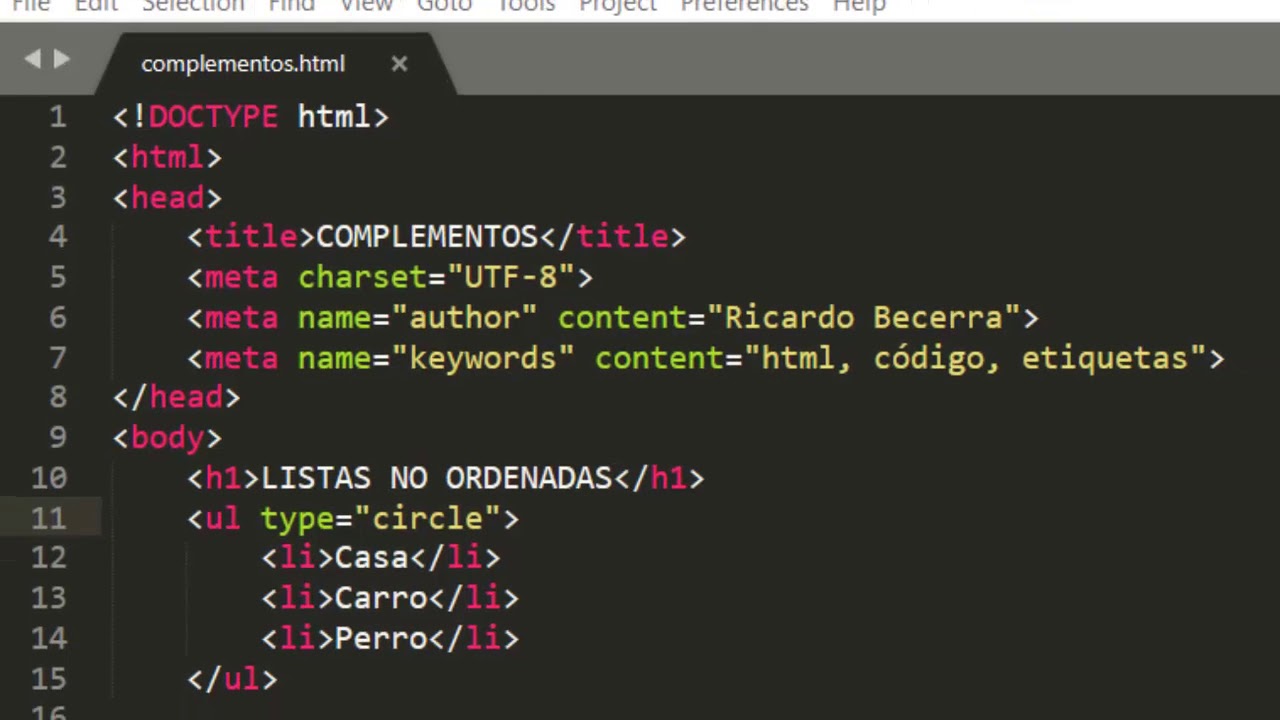 File Edit Selection Find View Goto Tools Project Preferences Help
complementos.html ×
1 <!DOCTYPE html>
2 <html>
3 <head>
4 <title>COMPLEMENTOS</title>
5 <meta charset="UTF-8">
6 <meta name="author" content="Ricardo Becerra">
7 <meta name="keywords" content="html, código, etiquetas">
8 </head>
9 <body>
10 <h1>LISTAS NO ORDENADAS</h1>
11 <ul type="circle">
12 <li>Casa</li>
13 <li>Carro</li>
14 <li>Perro</li>
15 </ul>
16